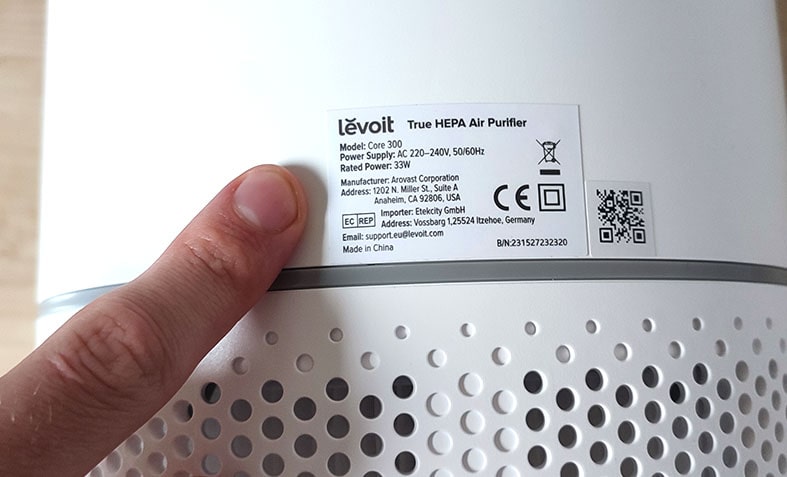 levoit True HEPA Air Purifier
Model: Core 300
Power Supply: AC 220–240V, 50/60Hz
Rated Power: 33W
Manufacturer: Arovast Corporation
Address: 1202 N. Miller St., Suite A
Anaheim, CA 92806, USA
CE
EC REP
Importer: Etekcity GmbH
Address: Vossbarg 1,25524 Itzehoe, Germany
Email: support.eu@levoit.com
Made in China
B/N:231527232320